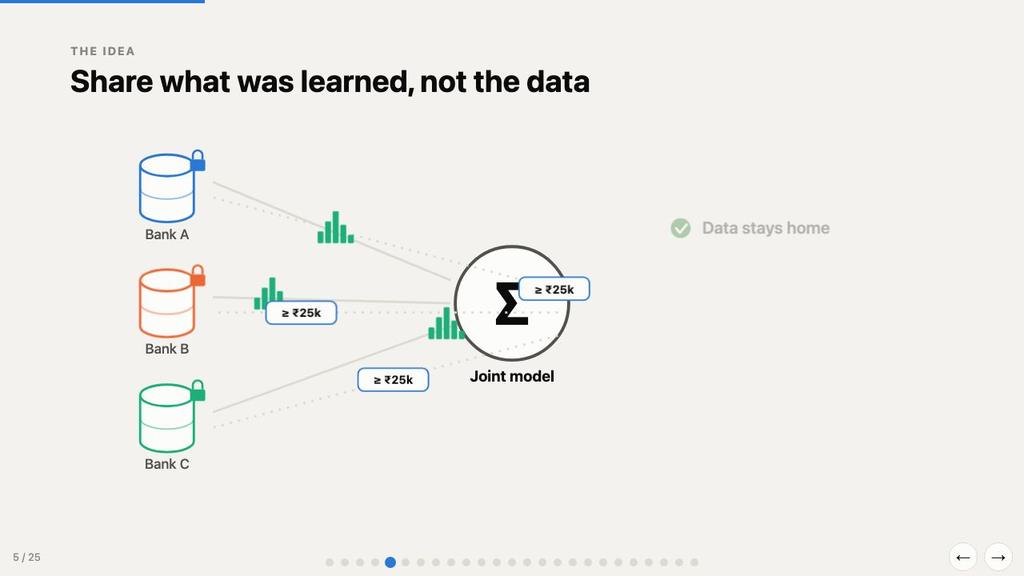 THE IDEA
Share what was learned, not the data
Bank A
Data stays home
Bank B
≥ ₹25k
Σ
≥ ₹25k
≥ ₹25k
Joint model
Bank C
5 / 25
← →